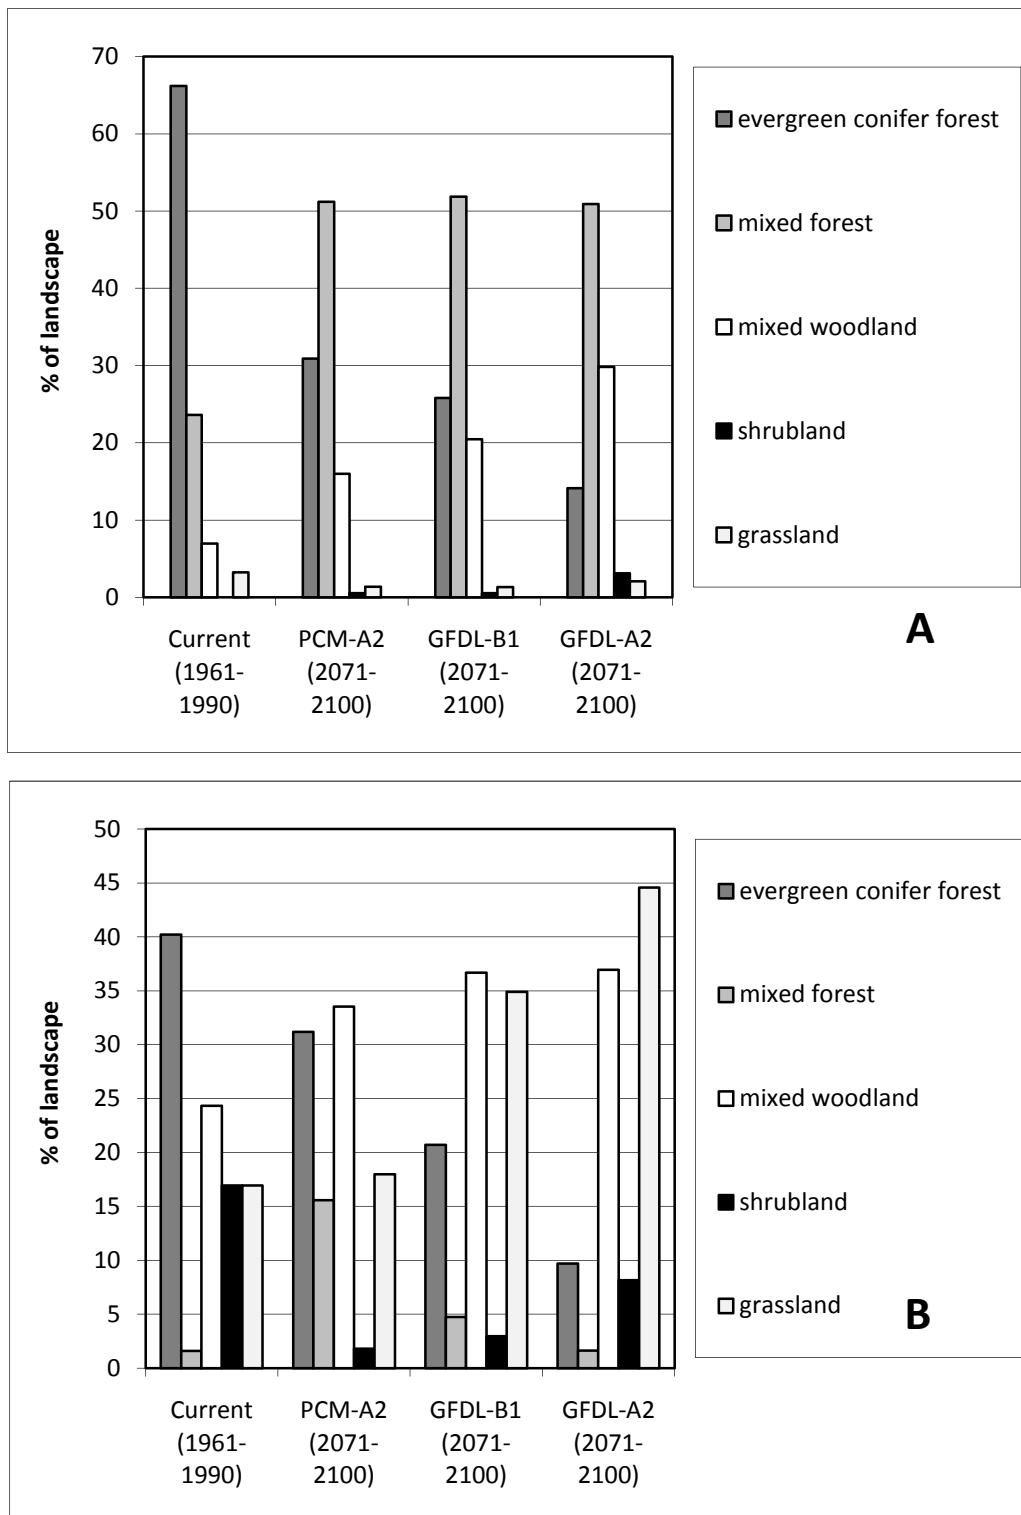 70
60
50
40
30
20
10
0
% of landscape
Current
(1961-
1990)
PCM-A2
(2071-
2100)
GFDL-B1
(2071-
2100)
GFDL-A2
(2071-
2100)
evergreen conifer forest
mixed forest
mixed woodland
shrubland
grassland
A
50
45
40
35
30
25
20
15
10
5
0
% of landscape
Current
(1961-
1990)
PCM-A2
(2071-
2100)
GFDL-B1
(2071-
2100)
GFDL-A2
(2071-
2100)
evergreen conifer forest
mixed forest
mixed woodland
shrubland
grassland
B